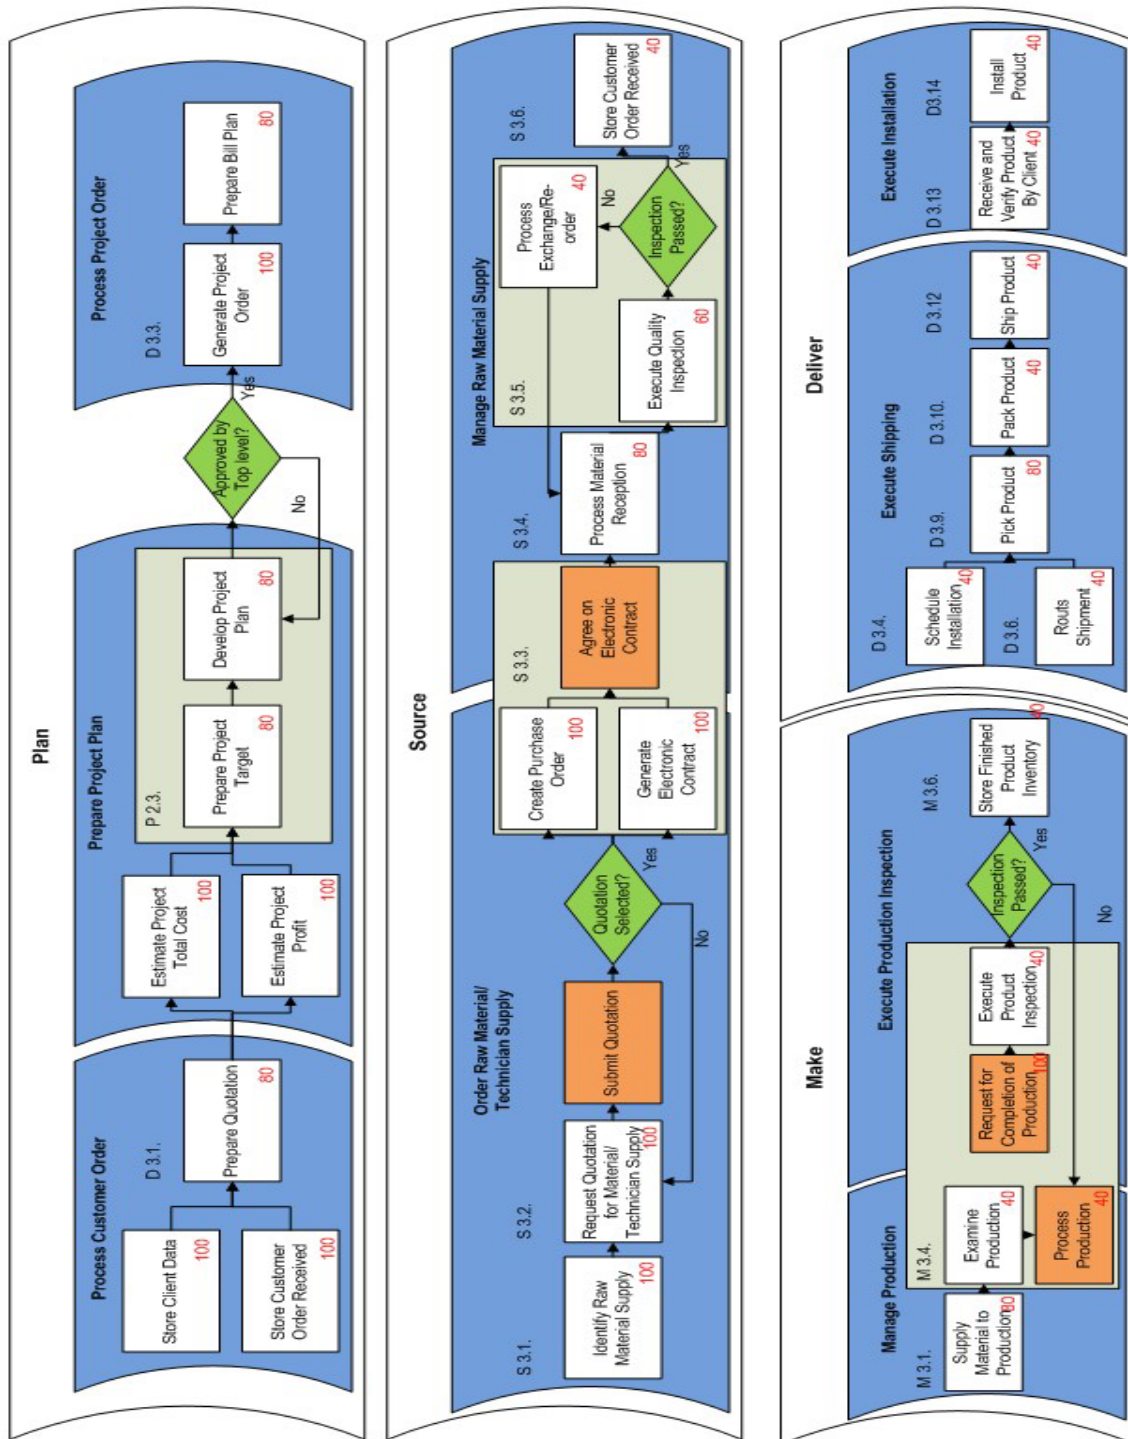 Plan
Process Customer Order
Store Client Data
100
Store Customer
Order Received
100
D 3.1.
Prepare Quotation
80
Prepare Project Plan
Estimate Project
Total Cost
100
Estimate Project
Profit
100
P 2.3.
Prepare Project
Target
80
Develop Project
Plan
80
Approved by
Top level?
Yes
No
Process Project Order
D 3.3.
Generate Project
Order
100
Prepare Bill Plan
80
Source
Order Raw Material/
Technician Supply
S 3.1.
Identify Raw
Material Supply
100
S 3.2.
Request Quotation
for Material/
Technician Supply
100
Submit Quotation
Quotation
Selected?
Yes
No
Create Purchase
Order
100
Generate
Electronic
Contract
100
S 3.3.
Agree on
Electronic
Contract
Manage Raw Material Supply
S 3.4.
Process Material
Reception
80
S 3.5.
Execute Quality
Inspection
60
Inspection
Passed?
No
Yes
Process
Exchange/Re-
order
40
S 3.6.
Store Customer
Order Received
40
Make
Manage Production
M 3.1.
Supply
Material to
Production
80
M 3.4.
Examine
Production
40
Process
Production
40
Execute Production Inspection
Request for
Completion of
Production
100
Execute
Product
Inspection
40
Inspection
Passed?
Yes
No
M 3.6.
Store Finished
Product
Inventory
40
Deliver
Execute Shipping
D 3.4.
Schedule
Installation
40
D 3.6.
Routs
Shipment
40
D 3.9.
Pick Product
80
D 3.10.
Pack Product
40
D 3.12
Ship Product
40
Execute Installation
D 3.13
Receive and
Verify Product
By Client
40
D3.14
Install
Product
40